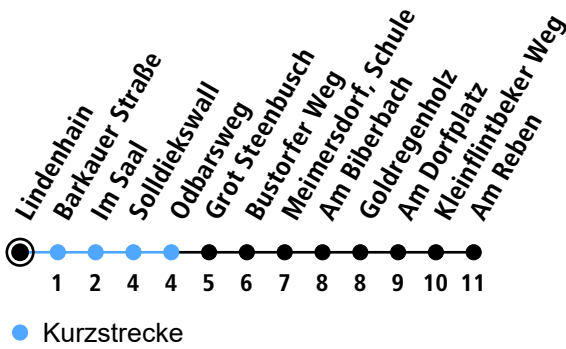 Lindenhain
Barkauer Straße
Im Saal
Solldiekswall
Odbarsweg
Grot Steenbusch
Bustorfer Weg
Meimersdorf, Schule
Am Biberbach
Goldregenholz
Am Dorfplatz
Kleinflintbeker Weg
Am Reben
1 2 4 4 5 6 7 8 8 9 10 11
Kurzstrecke